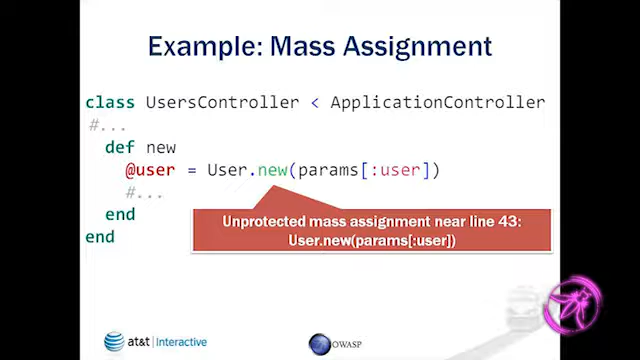 Example: Mass Assignment
class UsersController < ApplicationController
#...
def new
@user = User.new(params[:user])
#...
end
end
Unprotected mass assignment near line 43:
User.new(params[:user])
at&t Interactive
OWASP